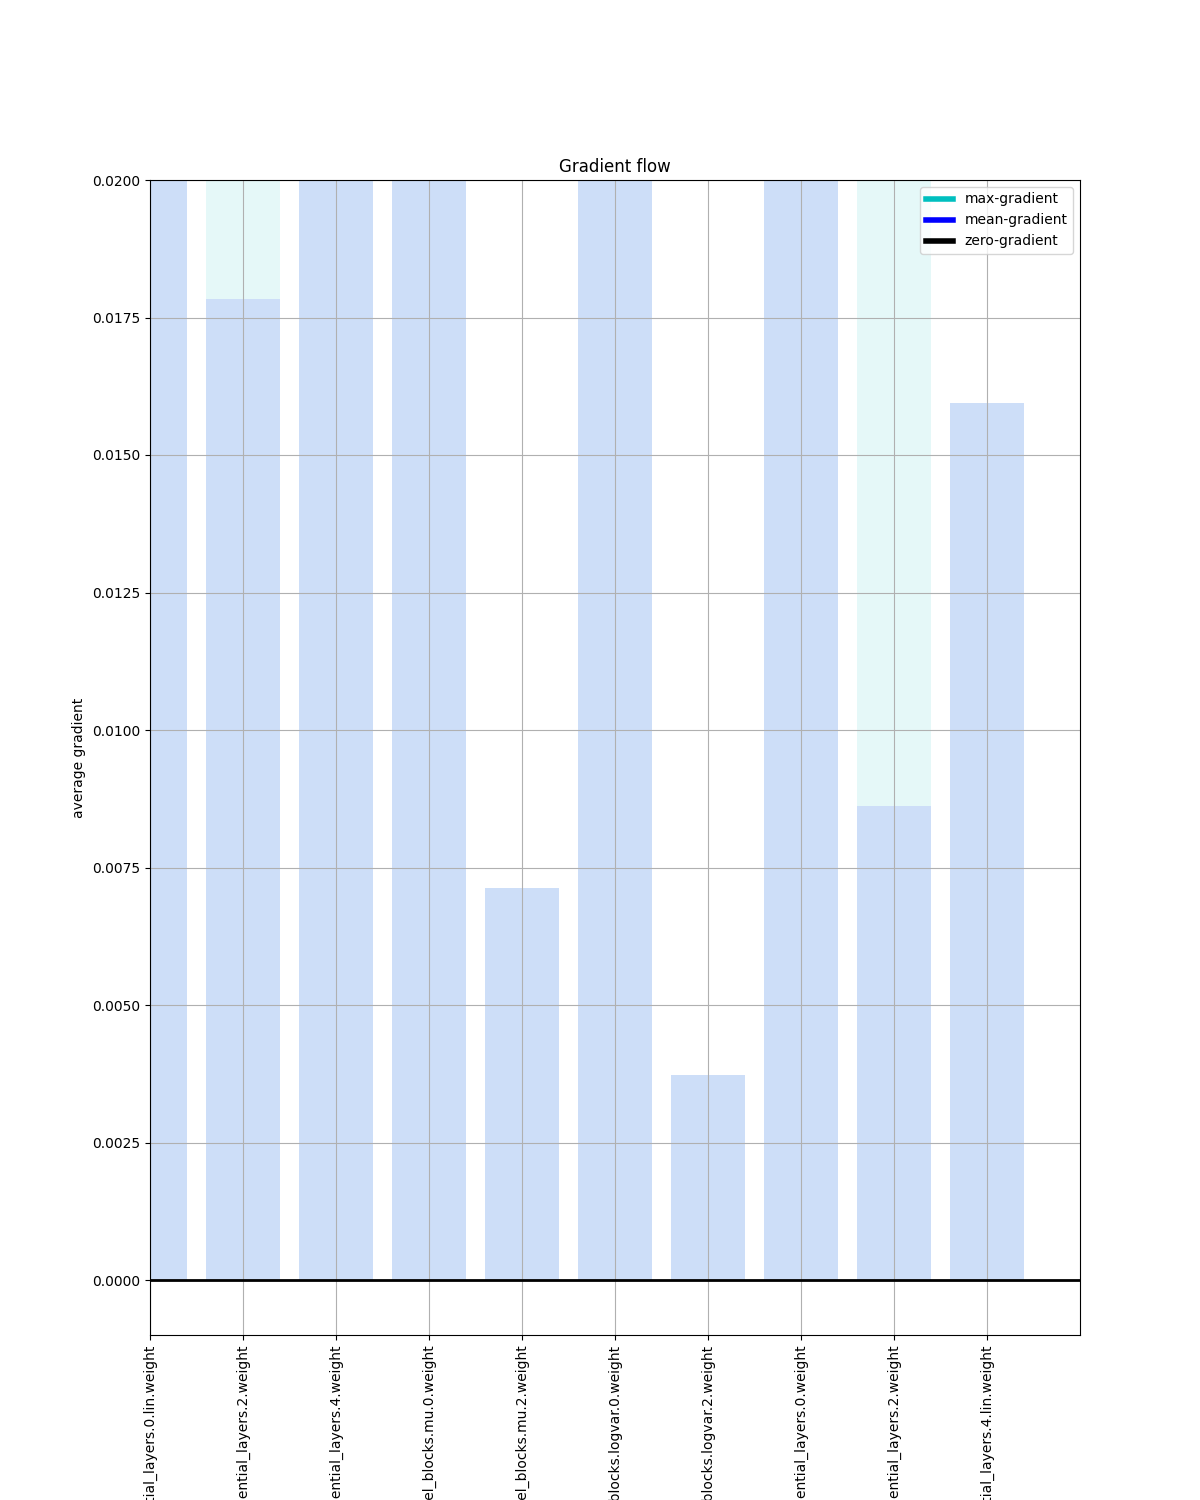 Gradient flow
max-gradient
mean-gradient
zero-gradient
0.0200
0.0175
0.0150
0.0125
0.0100
0.0075
0.0050
0.0025
0.0000
average gradient
tial_layers.0.lin.weight
ential_layers.2.weight
ential_layers.4.weight
el_blocks.mu.0.weight
el_blocks.mu.2.weight
blocks.logvar.0.weight
blocks.logvar.2.weight
ential_layers.0.weight
ential_layers.2.weight
tial_layers.4.lin.weight